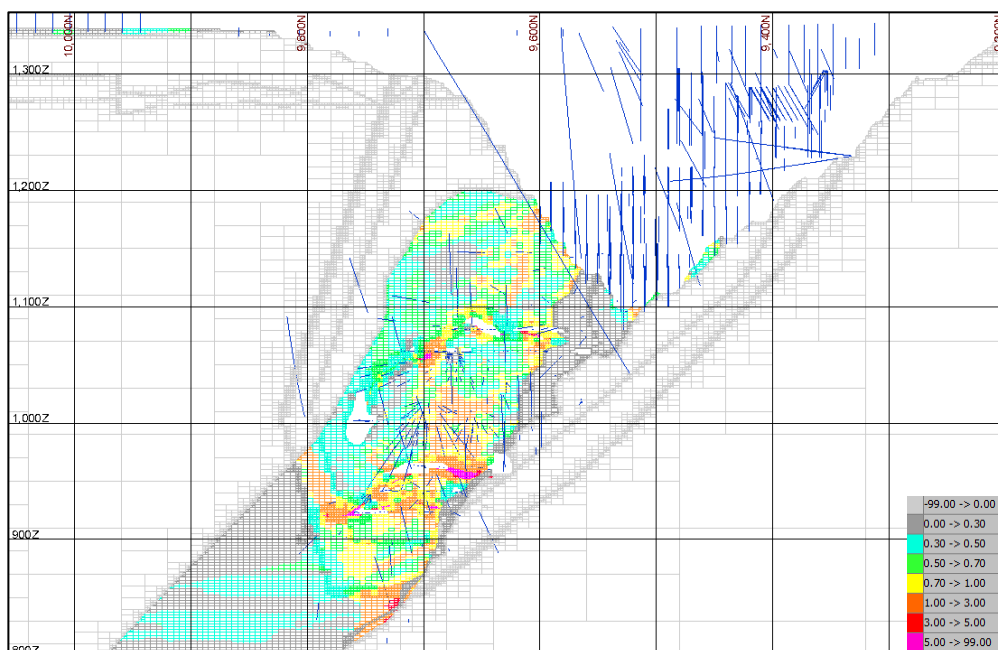 10,000N
9,800N
9,600N
9,400N
1,300Z
1,200Z
1,100Z
1,000Z
900Z
-99.00 -> 0.00
0.00 -> 0.30
0.30 -> 0.50
0.50 -> 0.70
0.70 -> 1.00
1.00 -> 3.00
3.00 -> 5.00
5.00 -> 99.00